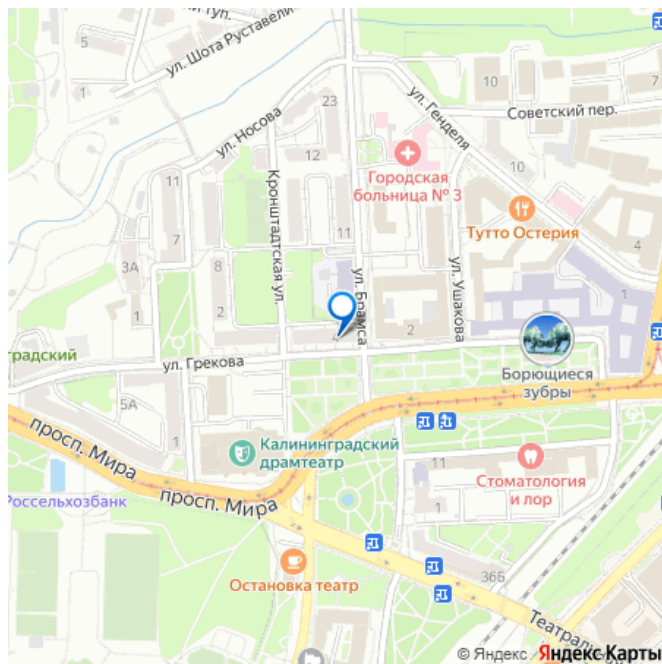 5
ул. Шота Руставели
1
23
10
7
ул. Генделя
Советский пер.
ул. Носова
12
Городская
больница № 3
10
11
Кронштадтская ул.
Тутто Остерия
7
11
ул. Брамса
ул. Ушакова
4
3А
8
1
2
2
1
ул. Грекова
Борющиеся
зубры
5А
просп. Мира
1
Калининградский
драмтеатр
11
Стоматология
и лор
11
Россельхозбанк
просп. Мира
36Б
Остановка театр
© Яндекс
Яндекс Карты